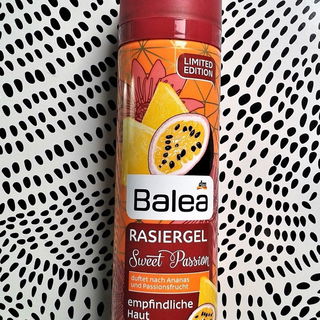 LIMITED
EDITION
Balea
RASIERGEL
Sweet Passion
duftet nach Ananas
und Passionsfrucht
empfindliche
Haut